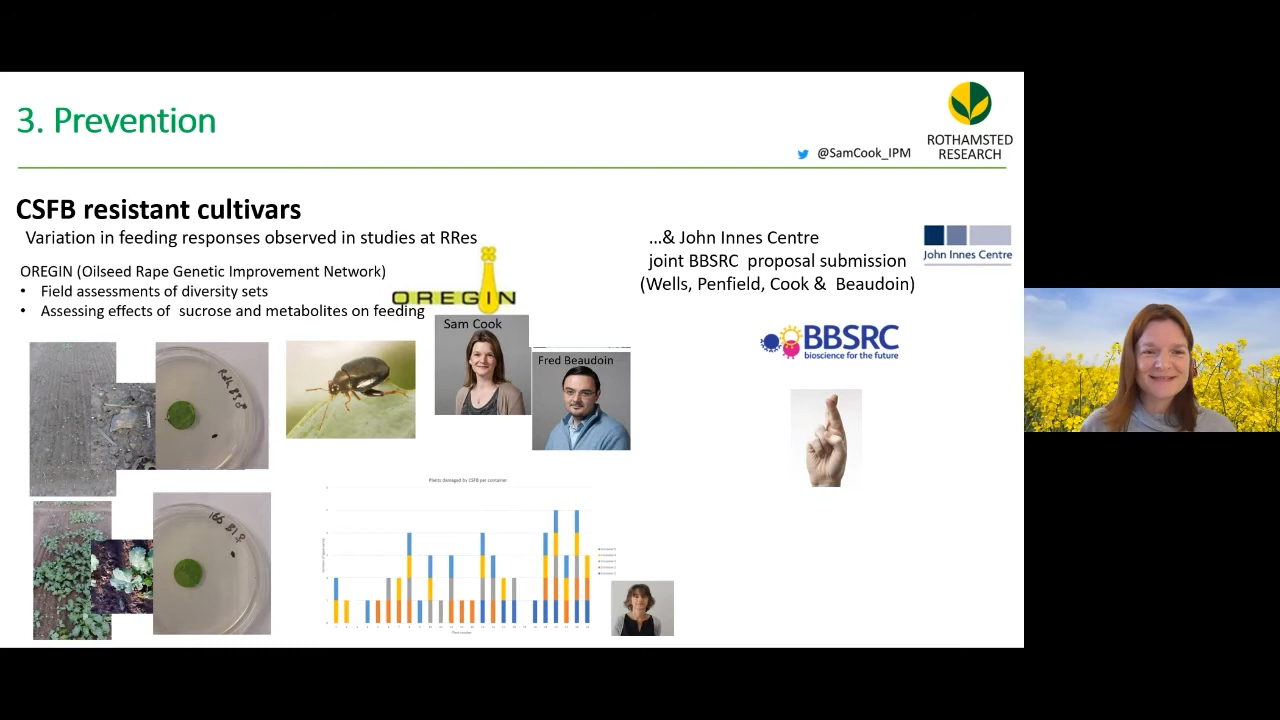 3. Prevention
@SamCook_IPM
ROTHAMSTED
RESEARCH
CSFB resistant cultivars
Variation in feeding responses observed in studies at RRes
OREGIN (Oilseed Rape Genetic Improvement Network)
• Field assessments of diversity sets
• Assessing effects of sucrose and metabolites on feeding
OREGIN
Sam Cook
Fred Beaudoin
...& John Innes Centre
joint BBSRC proposal submission
(Wells, Penfield, Cook & Beaudoin)
John Innes Centre
BBSRC
bioscience for the future
Plants damaged by CSFB per container
Plant number